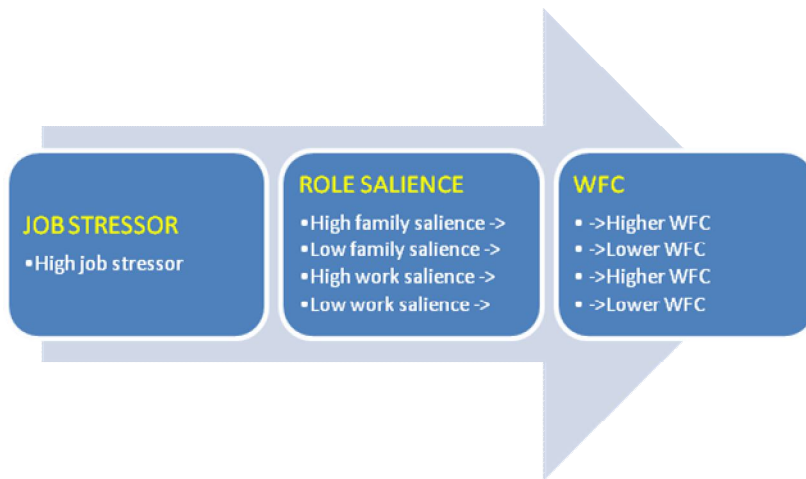 JOB STRESSOR
▪High job stressor
ROLE SALIENCE
▪High family salience ->
▪Low family salience ->
▪High work salience ->
▪Low work salience ->
WFC
▪ ->Higher WFC
▪ ->Lower WFC
▪ ->Higher WFC
▪ ->Lower WFC